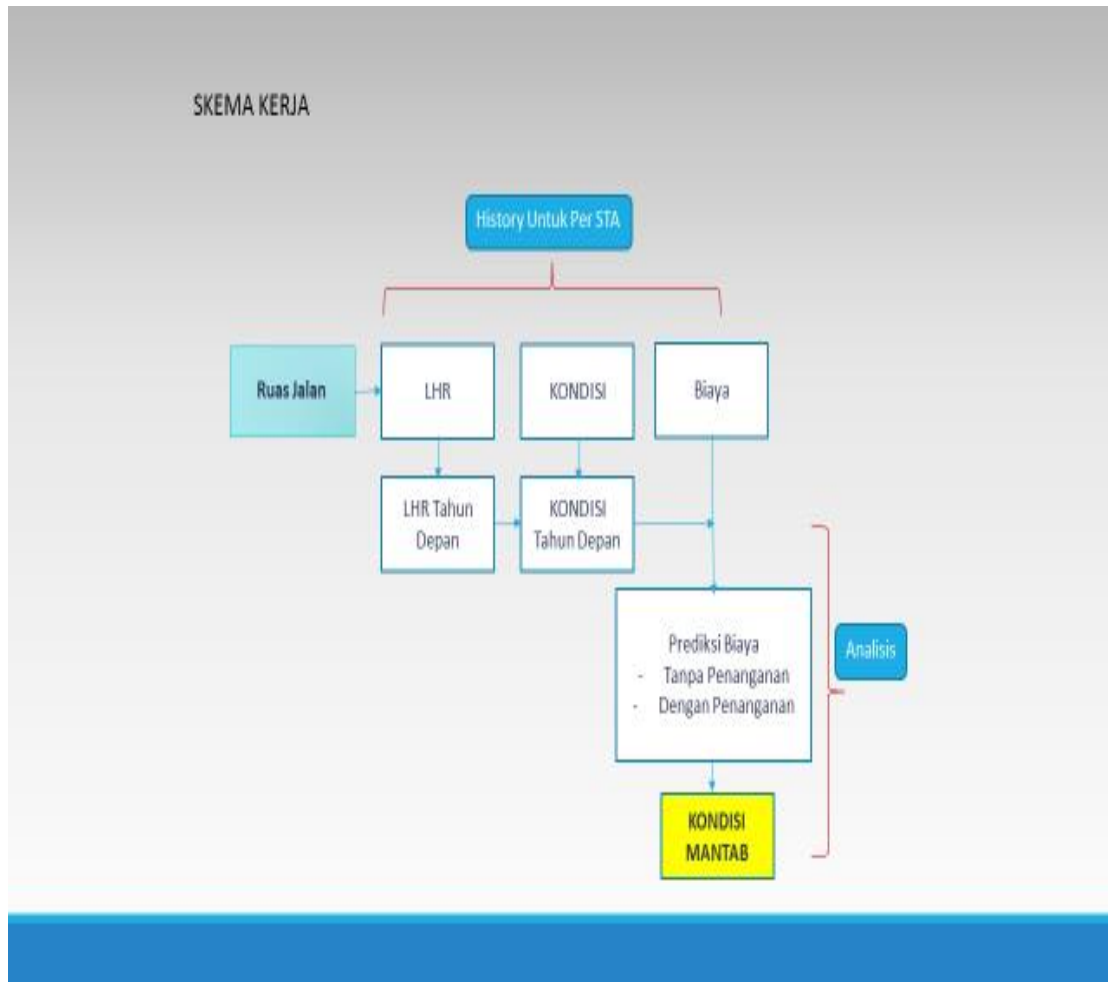 SKEMA KERJA
History Untuk Per STA
Ruas Jalan
LHR
KONDISI
Biaya
LHR Tahun
Depan
KONDISI
Tahun Depan
Prediksi Biaya
- Tanpa Penanganan
- Dengan Penanganan
Analisis
KONDISI
MANTAB